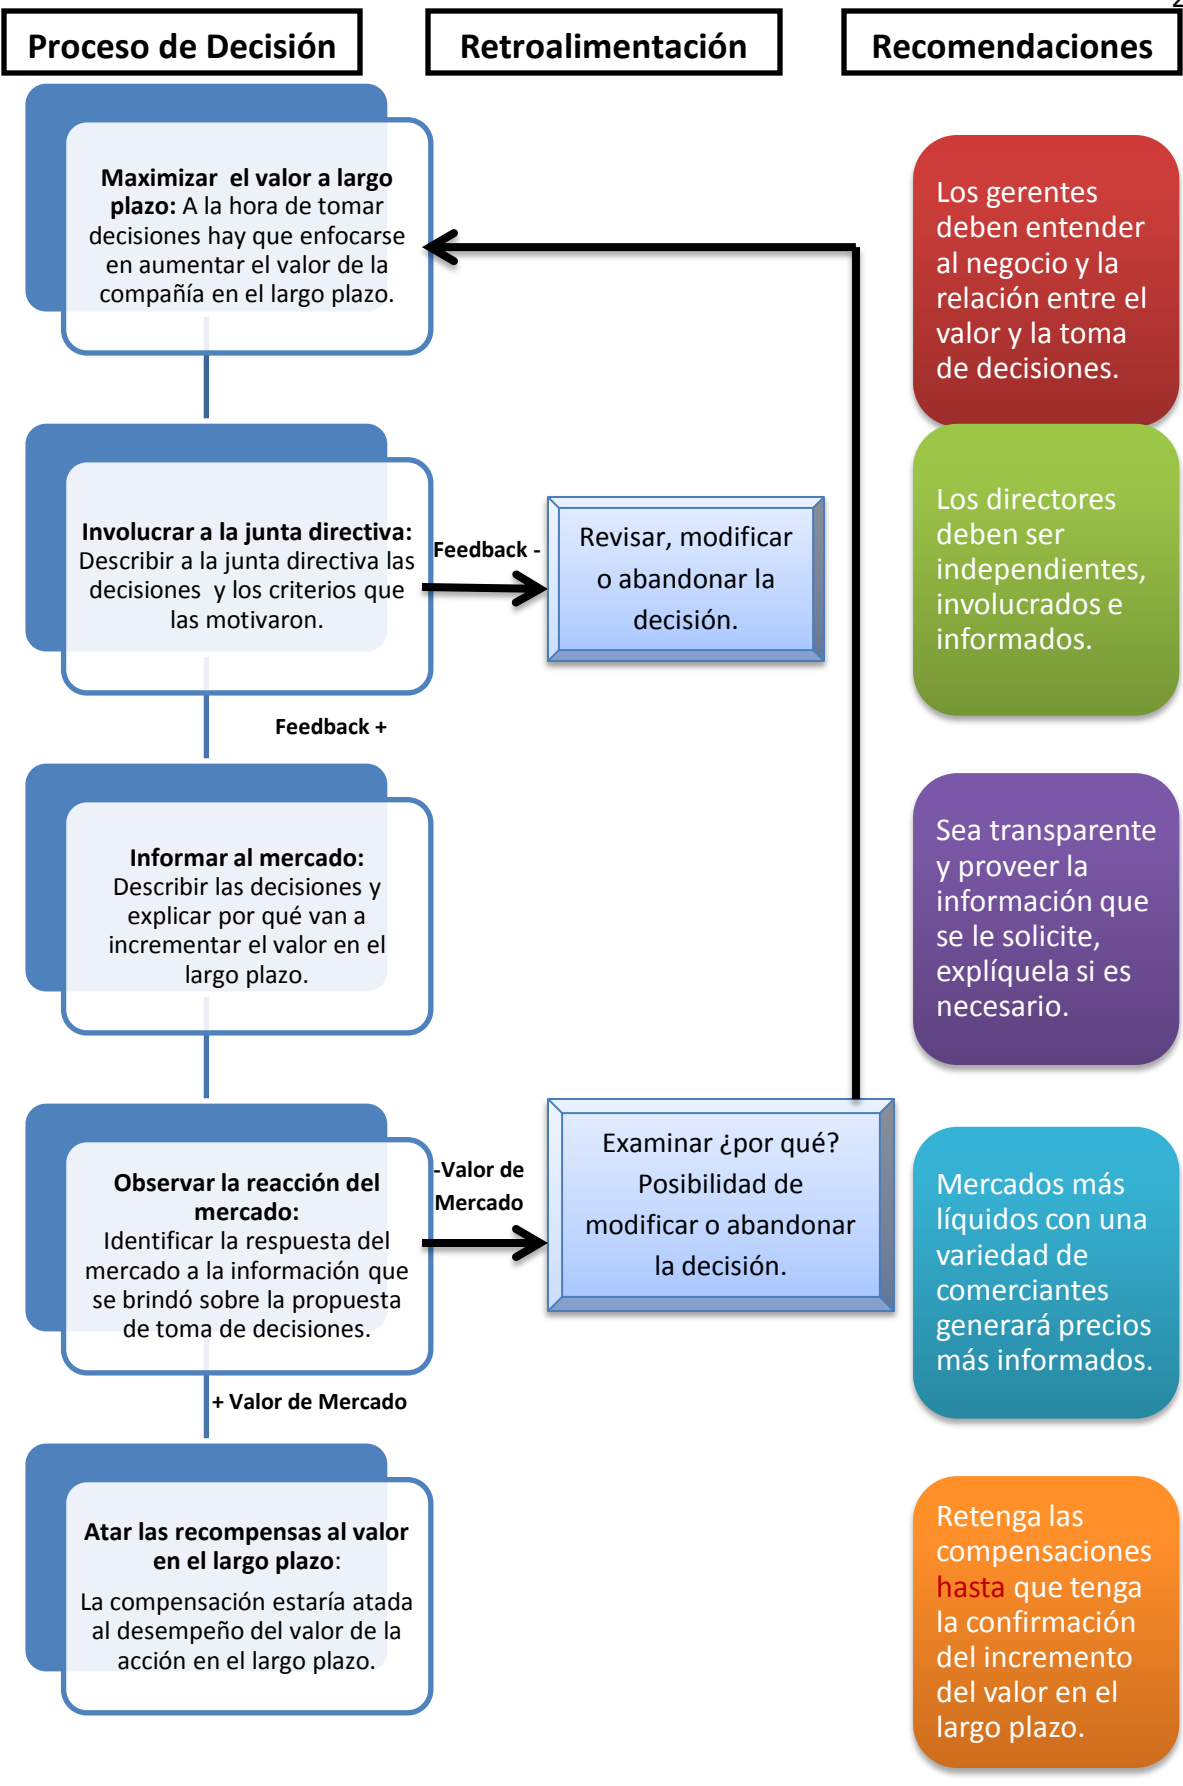 Proceso de Decisión
Retroalimentación
Recomendaciones
Maximizar  el valor a largo
plazo: A la hora de tomar
decisiones hay que enfocarse
en aumentar el valor de la
compañía en el largo plazo.
Los gerentes
deben entender
al negocio y la
relación entre el
valor y la toma
de decisiones.
Involucrar a la junta directiva:
Describir a la junta directiva las
decisiones  y los criterios que
las motivaron.
Feedback -
Revisar, modificar
o abandonar la
decisión.
Los directores
deben ser
independientes,
involucrados e
informados.
Feedback +
Informar al mercado:
Describir las decisiones y
explicar por qué van a
incrementar el valor en el
largo plazo.
Sea transparente
y proveer la
información que
se le solicite,
explíquela si es
necesario.
Observar la reacción del
mercado:
Identificar la respuesta del
mercado a la información que
se brindó sobre la propuesta
de toma de decisiones.
-Valor de
Mercado
Examinar ¿por qué?
Posibilidad de
modificar o abandonar
la decisión.
Mercados más
líquidos con una
variedad de
comerciantes
generará precios
más informados.
+ Valor de Mercado
Atar las recompensas al valor
en el largo plazo:
La compensación estaría atada
al desempeño del valor de la
acción en el largo plazo.
Retenga las
compensaciones
hasta que tenga
la confirmación
del incremento
del valor en el
largo plazo.